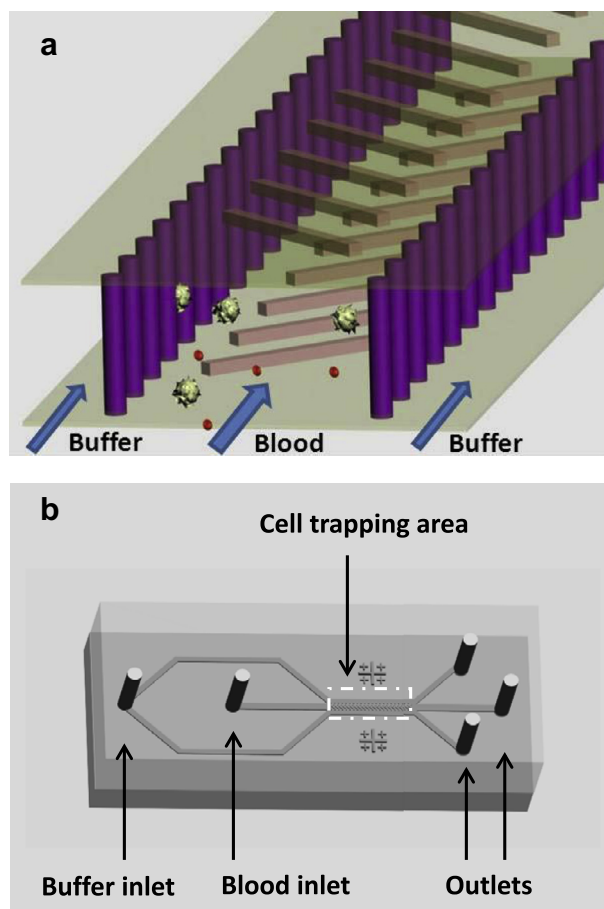 a
Buffer
Blood
Buffer
b
Cell trapping area
Buffer inlet
Blood inlet
Outlets